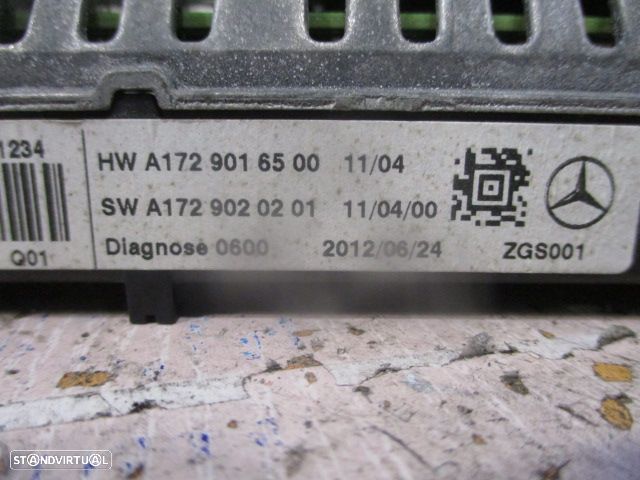 1234
HW A172 901 65 00 11/04
SW A172 902 02 01 11/04/00
Q01
Diagnose 0600 2012/06/24 ZGS001
STANDVIRTUAL